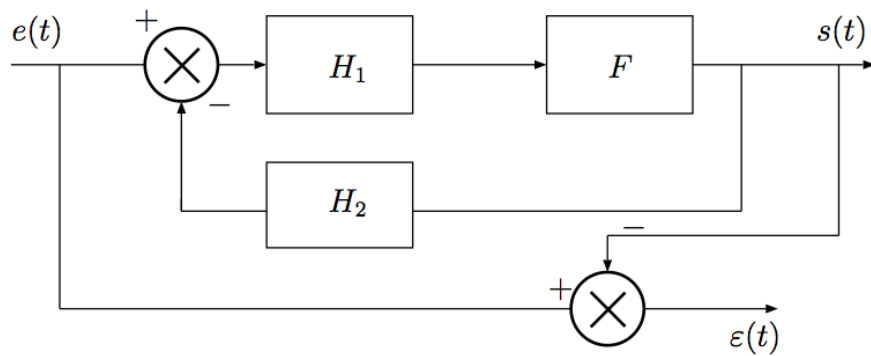 e(t)
+
s(t)
H₁
F
−
H₂
−
+
ε(t)